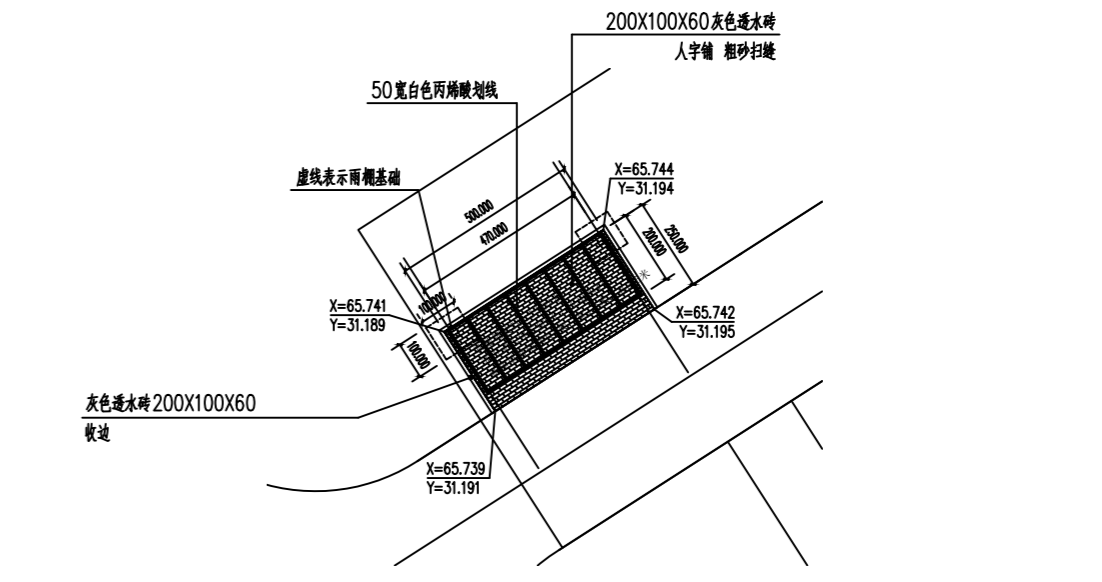 200X100X60灰色透水砖
人字铺 粗砂扫缝
50宽白色丙烯酸划线
虚线表示雨棚基础
X=65.744
Y=31.194
500.000
470.000
200.000
250.000
米
100.000
X=65.741
Y=31.189
X=65.742
Y=31.195
100.000
灰色透水砖200X100X60
收边
X=65.739
Y=31.191